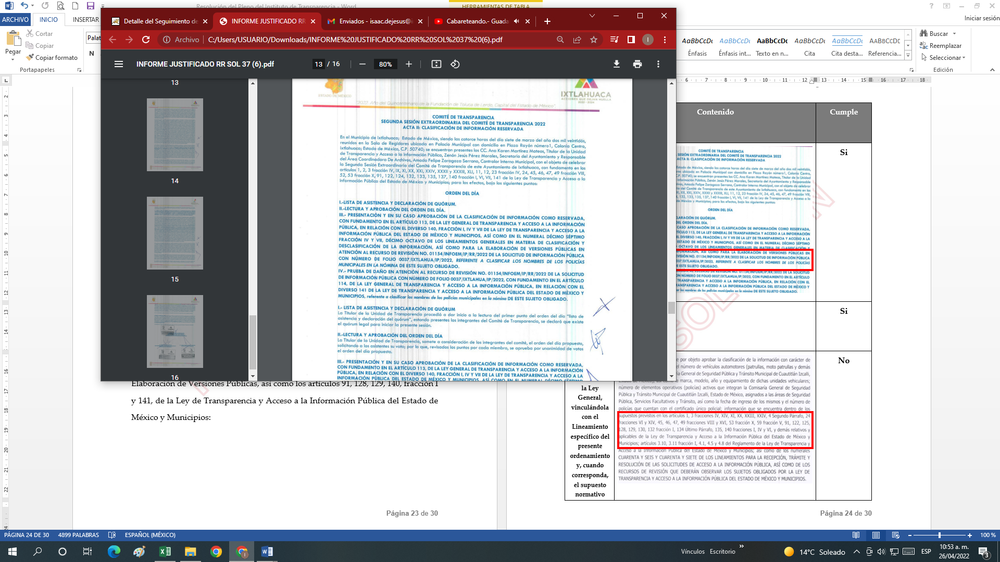 Resolución del Pleno del Instituto de Transparencia - Word
HERRAMIENTAS DE TABLA
ARCHIVO
INICIO
INSERTAR
Iniciar sesión
Pegar
Cortar
Copiar
Copiar formato
Portapapeles
Palat
N
AaBbCcDc
Énfasis
AaBbCcDc
Énfasis int...
AaBbCcDc
Texto en n...
AaBbCcDc
Cita
AaBbCcDc
Cita desta...
AABBCCDE
Referencia...
Buscar
Reemplazar
Seleccionar
Edición
Detalle del Seguimiento de
INFORME JUSTIFICADO RR
Enviados - isaac.dejesus@i
Cabareteando.- Guada
Archivo
C:/Users/USUARIO/Downloads/INFORME%20JUSTIFICADO%20RR%20SOL%2037%20(6).pdf
INFORME JUSTIFICADO RR SOL 37 (6).pdf
13 / 16
80%
13
14
15
16
ESTADO DE MÉXICO
IXTLAHUACA
ACCIONES QUE DEJAN HUELLA
2022 - 2024
"2022. Año del Quincentenario de la Fundación de Toluca de Lerdo, Capital del Estado de México".
COMITÉ DE TRANSPARENCIA
SEGUNDA SESIÓN EXTRAORDINARIA DEL COMITÉ DE TRANSPARENCIA 2022
ACTA II: CLASIFICACIÓN DE INFORMACIÓN RESERVADA
En el Municipio de Ixtlahuaca; Estado de México, siendo las catorce horas del día siete de marzo del año dos mil veintidós,
reunidos en la Sala de Regidores ubicada en Palacio Municipal con domicilio en Plaza Rayón número1, Colonia Centro,
Ixtlahuaca; Estado de México, C.P. 50740; se encuentran presentes los CC. Ana Karen Martínez Mateos, Titular de la Unidad
de Transparencia y Acceso a la Información Pública, Zenón Jesús Pérez Morales, Secretario del Ayuntamiento y Responsable
del Área Coordinadora De Archivos, Amado Felipe Zaragoza Serrano, Contralor Interno Municipal, con el objeto de celebrar
la Segunda Sesión Extraordinaria del Comité de Transparencia de este Ayuntamiento de Ixtlahuaca, con fundamento en los
artículos 1, 2, 3 fracción IV, IX, XI, XX, XXI, XXIV, XXXII y XXXIII, XLI, 11, 12, 23 fracción IV, 24, 45, 46, 47, 49 fracción VIII,
52, 53 fracción X, 91, 122, 124, 132, 133, 135, 137, 140 fracción I, VI, VII, 141 de la Ley de Transparencia y Acceso a la
Información Pública del Estado de México y Municipios; para los efectos, bajo los siguientes puntos:
ORDEN DEL DÍA
I.-LISTA DE ASISTENCIA Y DECLARACIÓN DE QUÓRUM.
II.-LECTURA Y APROBACIÓN DEL ORDEN DEL DÍA.
III.- PRESENTACIÓN Y EN SU CASO APROBACIÓN DE LA CLASIFICACIÓN DE INFORMACIÓN COMO RESERVADA,
CON FUNDAMENTO EN EL ARTÍCULO 113, DE LA LEY GENERAL DE TRANSPARENCIA Y ACCESO A LA INFORMACIÓN
PÚBLICA, EN RELACIÓN CON EL DIVERSO 140, FRACCIÓN I, IV Y VII DE LA LEY DE TRANSPARENCIA Y ACCESO A LA
INFORMACIÓN PÚBLICA DEL ESTADO DE MÉXICO Y MUNICIPIOS, ASÍ COMO EN EL NUMERAL DÉCIMO SÉPTIMO
FRACCIÓN IV Y VII, DÉCIMO OCTAVO DE LOS LINEAMIENTOS GENERALES EN MATERIA DE CLASIFICACIÓN Y
DESCLASIFICACIÓN DE LA INFORMACIÓN, ASÍ COMO PARA LA ELABORACIÓN DE VERSIONES PÚBLICAS EN
ATENCIÓN AL RECURSO DE REVISIÓN NO. 01154/INFOEM/IP/RR/2022 DE LA SOLICITUD DE INFORMACIÓN PÚBLICA
CON NÚMERO DE FOLIO 0037/IXTLAHUA/IP/2022, REFERENTE A CLASIFICAR LOS NOMBRES DE LOS POLICÍAS
MUNICIPALES EN LA NÓMINA DE ESTE SUJETO OBLIGADO.
IV.- PRUEBA DE DAÑO EN ATENCIÓN AL RECURSO DE REVISIÓN NO. 01154/INFOEM/IP/RR/2022 DE LA SOLICITUD
DE INFORMACIÓN PÚBLICA CON NÚMERO DE FOLIO 0037/IXTLAHUA/IP/2022, CON FUNDAMENTO EN EL ARTÍCULO
114, DE LA LEY GENERAL DE TRANSPARENCIA Y ACCESO A LA INFORMACIÓN PÚBLICA, EN RELACIÓN CON EL
DIVERSO 141 DE LA LEY DE TRANSPARENCIA Y ACCESO A LA INFORMACIÓN PÚBLICA DEL ESTADO DE MÉXICO Y
MUNICIPIOS, referente a clasificar los nombres de los policías municipales en la nómina DE ESTE SUJETO OBLIGADO.
I.- LISTA DE ASISTENCIA Y DECLARACIÓN DE QUÓRUM
La Titular de la Unidad de Transparencia procedió a dar inicio a la lectura del primer punto del orden del día "lista de
asistencia y declaración del quórum", estando presentes los integrantes del Comité de Transparencia, se declaró que existe
el quórum legal para iniciar la presente sesión.
II.-LECTURA Y APROBACIÓN DEL ORDEN DEL DÍA
La Titular de la Unidad de Transparencia, somete a consideración de los integrantes del comité, el orden del día propuesto,
solicitando a los asistentes su voto; por lo que, revisados los puntos por cada miembro, se aprueba por unanimidad de votos
el orden del día propuesto.
III.- PRESENTACIÓN Y EN SU CASO APROBACIÓN DE LA CLASIFICACIÓN DE INFORMACIÓN COMO RESERVADA,
CON FUNDAMENTO EN EL ARTÍCULO 113, DE LA LEY GENERAL DE TRANSPARENCIA Y ACCESO A LA INFORMACIÓN
PÚBLICA, EN RELACIÓN CON EL DIVERSO 140, FRACCIÓN I, IV Y VII DE LA LEY DE TRANSPARENCIA Y ACCESO A LA
INFORMACIÓN PÚBLICA DEL ESTADO DE MÉXICO Y MUNICIPIOS, ASÍ COMO EN EL NUMERAL DÉCIMO SÉPTIMO
Elaboración de Versiones Públicas, así como los artículos 91, 128, 129, 140, fracción I
y 141, de la Ley de Transparencia y Acceso a la Información Pública del Estado de
México y Municipios:
Página 23 de 30
Contenido
Cumple
COMITÉ DE TRANSPARENCIA
SESIÓN EXTRAORDINARIA DEL COMITÉ DE TRANSPARENCIA 2022
ACTA II: CLASIFICACIÓN DE INFORMACIÓN RESERVADA
ORDEN DEL DÍA
Si
Si
No
la Ley
General,
vinculándola
con el
Lineamiento
específico del
presente
ordenamiento
y, cuando
corresponda,
el supuesto
normativo
e por objeto aprobar la clasificación de la información con carácter de
el número de vehículos automotores (patrullas, moto patrullas y demás
ía General de Seguridad Pública y Tránsito Municipal de Cuautitlán Izcalli,
marca, modelo, año y equipamiento de dichas unidades vehiculares;
número de elementos operativos (policías) activos que integran la Comisaría General de Seguridad
Pública y Tránsito Municipal de Cuautitlán Izcalli, Estado de México, asignados a las áreas de Seguridad
Pública, Servicios Facultativos y Tránsito, así como la fecha de ingreso de los mismos y el número de
policías que cuentan con el certificado único policial; información que se encuentra dentro de los
supuestos previstos en los artículos 1, 3 fracciones IV, XIV, XI, XX, XXIII, XXIV, 4 Segundo Párrafo, 24
fracciones VI y XIV, 45, 46, 47, 49 fracciones VIII y XVI, 53 fracción X, 59 fracción V, 91, 122, 125,
128, 129, 130, 132 fracción I, 134 Último Párrafo, 135, 140 fracciones I, IV y VI, y demás relativos y
aplicables de la Ley de Transparencia y Acceso a la Información Pública del Estado de México y
Municipios; artículos 3.10, 3.11 fracción I, 4.1, 4.5 y 4.8 del Reglamento de la Ley de Transparencia y
Acceso a la Información Pública del Estado de México y Municipios; así como de los numerales
CUARENTA Y SEIS Y CUARENTA Y SIETE DE LOS LINEAMIENTOS PARA LA RECEPCIÓN, TRÁMITE Y
RESOLUCIÓN DE LAS SOLICITUDES DE ACCESO A LA INFORMACIÓN PÚBLICA, ASÍ COMO DE LOS
RECURSOS DE REVISIÓN QUE DEBERÁN OBSERVAR LOS SUJETOS OBLIGADOS POR LA LEY DE
TRANSPARENCIA Y ACCESO A LA INFORMACIÓN PÚBLICA DEL ESTADO DE MÉXICO Y MUNICIPIOS.
Página 24 de 30
PÁGINA 24 DE 30
4899 PALABRAS
ESPAÑOL (MÉXICO)
100 %
Vínculos
Escritorio
14°C Soleado
ESP
10:53 a. m.
26/04/2022
3